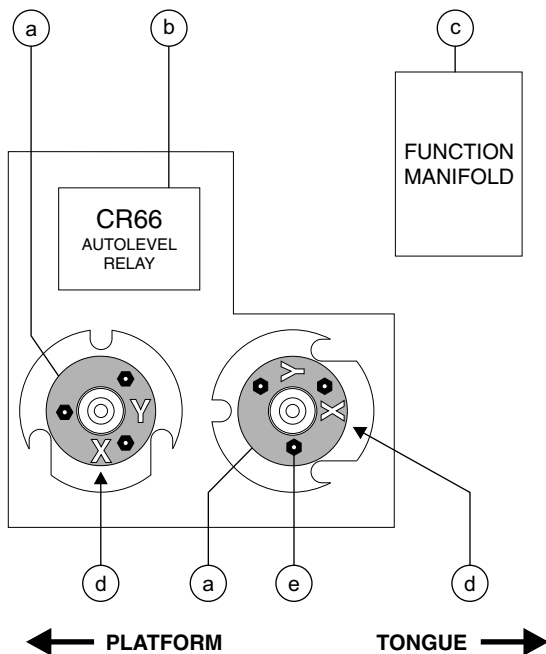 a
b
c
FUNCTION
MANIFOLD
CR66
AUTOLEVEL
RELAY
Y
X
Y
X
d
a
e
d
PLATFORM
TONGUE